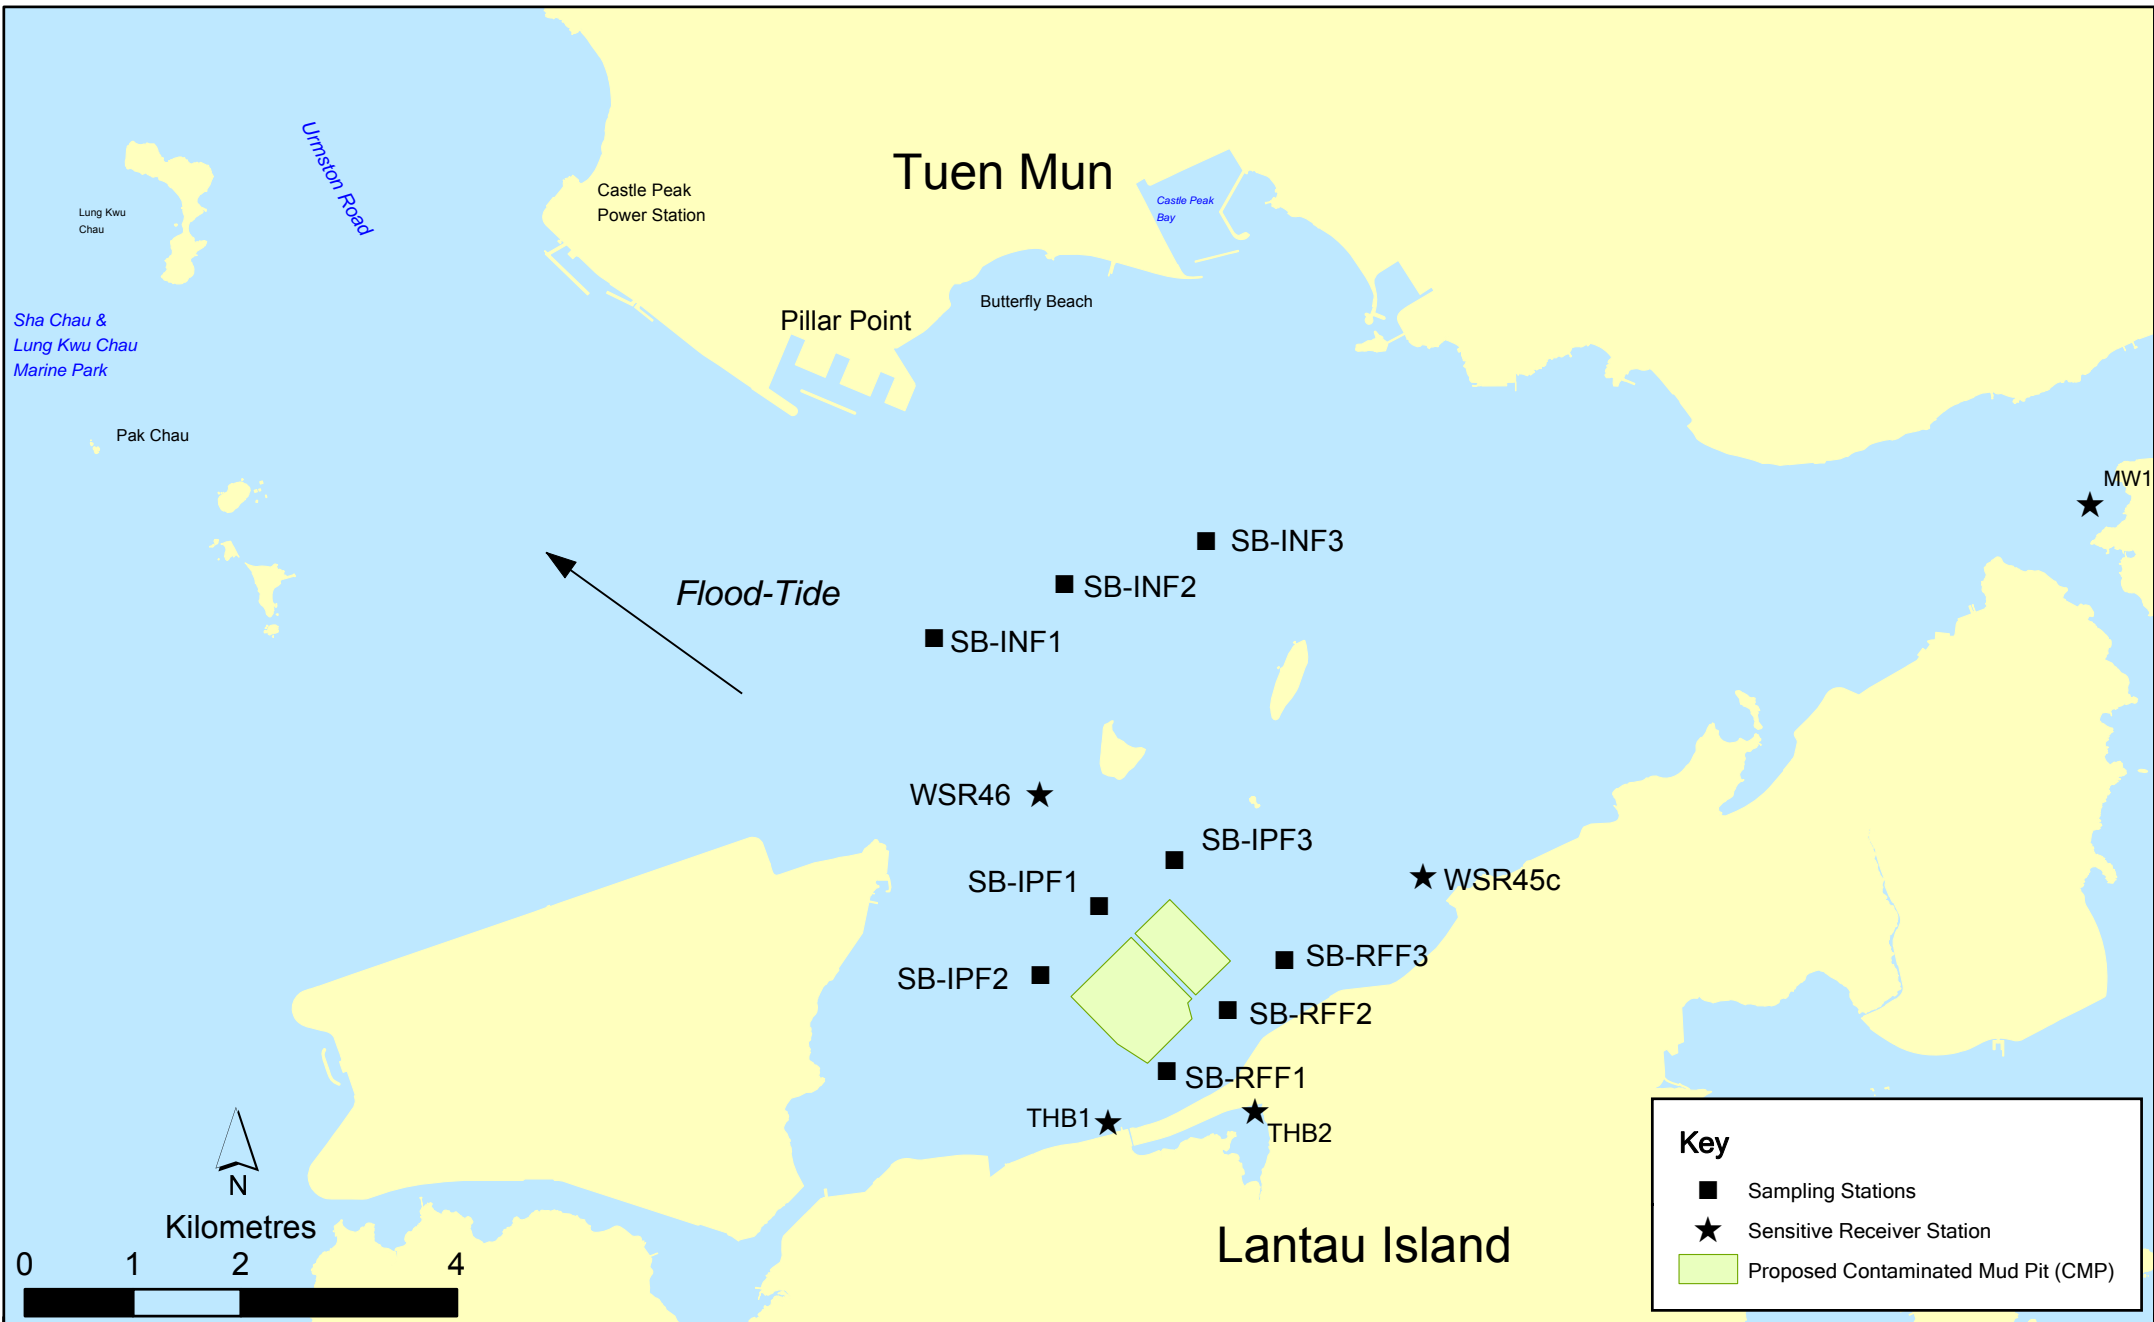 Urmston Road
Tuen Mun
Castle Peak
Power Station
Castle Peak
Bay
Lung Kwu
Chau
Butterfly Beach
Sha Chau &
Lung Kwu Chau
Marine Park
Pillar Point
Pak Chau
MW1
SB-INF3
Flood-Tide
SB-INF2
SB-INF1
WSR46
SB-IPF3
SB-IPF1
WSR45c
SB-IPF2
SB-RFF3
SB-RFF2
SB-RFF1
THB1
THB2
N
Kilometres
0 1 2 4
Lantau Island
Key
Sampling Stations
Sensitive Receiver Station
Proposed Contaminated Mud Pit (CMP)